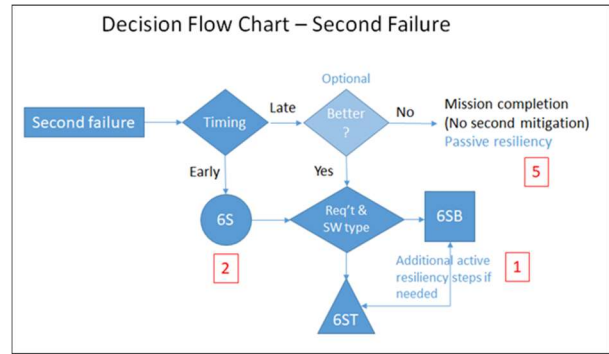 Decision Flow Chart – Second Failure
Optional
Second failure
Timing
Late
Better
?
No
Mission completion
(No second mitigation)
Passive resiliency
5
Early
Yes
6S
Req't &
SW type
6SB
2
Additional active
resiliency steps if
needed
1
6ST